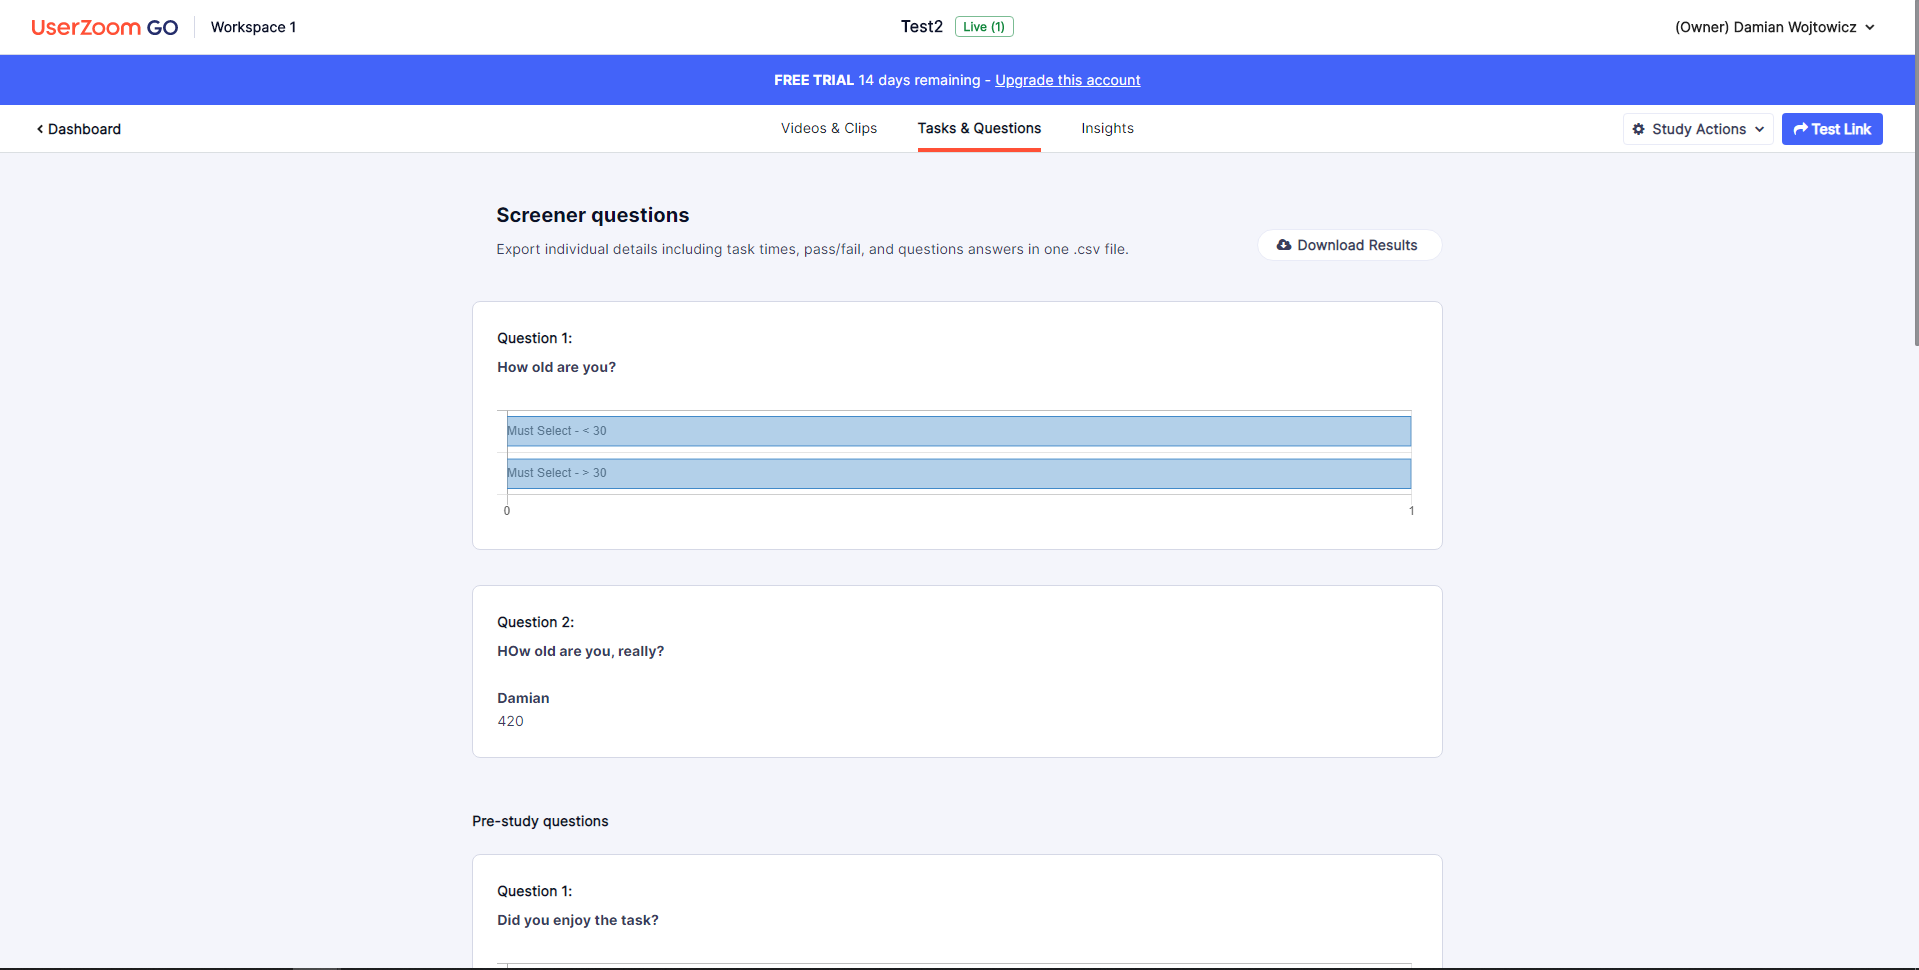 UserZoom GO
Workspace 1
Test2
Live (1)
(Owner) Damian Wojtowicz
FREE TRIAL 14 days remaining - Upgrade this account
Dashboard
Videos & Clips
Tasks & Questions
Insights
Study Actions
Test Link
Screener questions
Export individual details including task times, pass/fail, and questions answers in one .csv file.
Download Results
Question 1:
How old are you?
Must Select - < 30
Must Select - > 30
0
1
Question 2:
HOw old are you, really?
Damian
420
Pre-study questions
Question 1:
Did you enjoy the task?